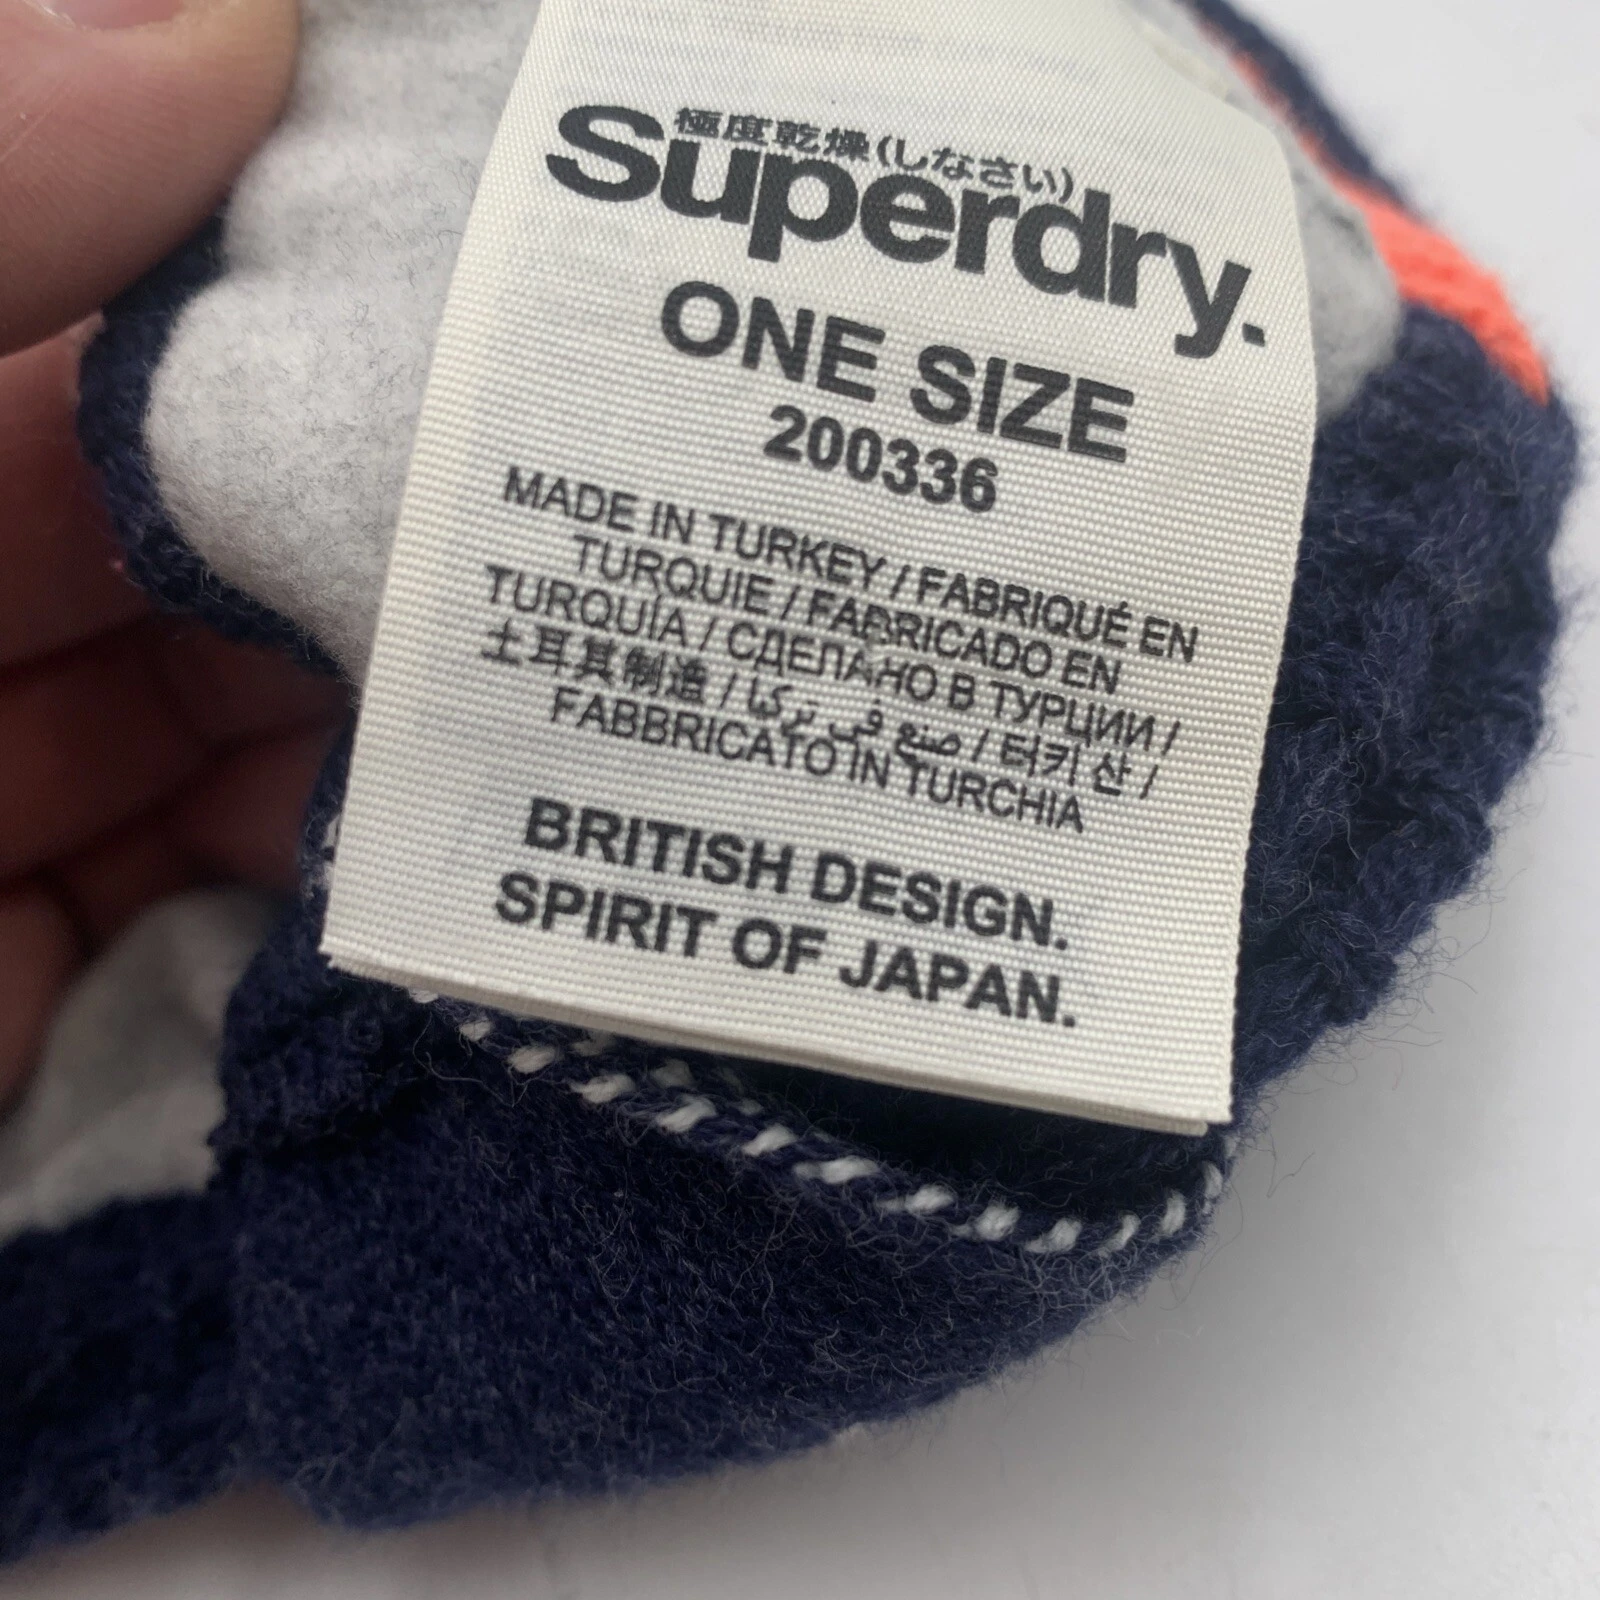 極度乾燥(しなさい)
Superdry.
ONE SIZE
200336
MADE IN TURKEY / FABRIQUÉ EN
TURQUIE / FABRICADO EN
TURQUÍA / СДЕЛАНО В ТУРЦИИ /
土耳其制造 / صنع في تركيا / 터키 산 /
FABBRICATO IN TURCHIA
BRITISH DESIGN.
SPIRIT OF JAPAN.